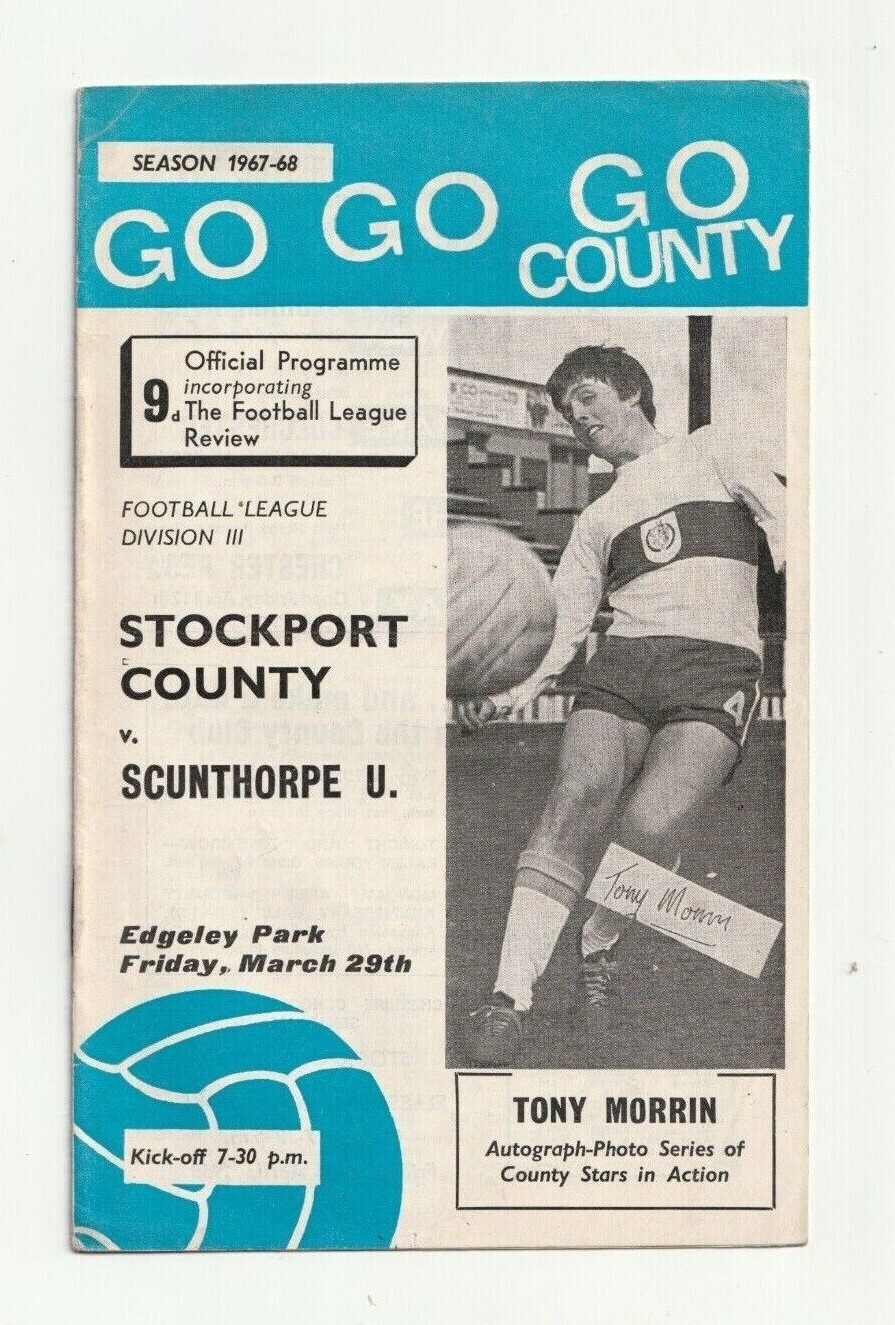 SEASON 1967-68
GO GO GO
COUNTY
Official Programme
incorporating
9d The Football League
Review
FOOTBALL LEAGUE
DIVISION III
STOCKPORT
COUNTY
v.
SCUNTHORPE U.
Edgeley Park
Friday, March 29th
Kick-off 7-30 p.m.
4
Tony Morrin
TONY MORRIN
Autograph-Photo Series of
County Stars in Action